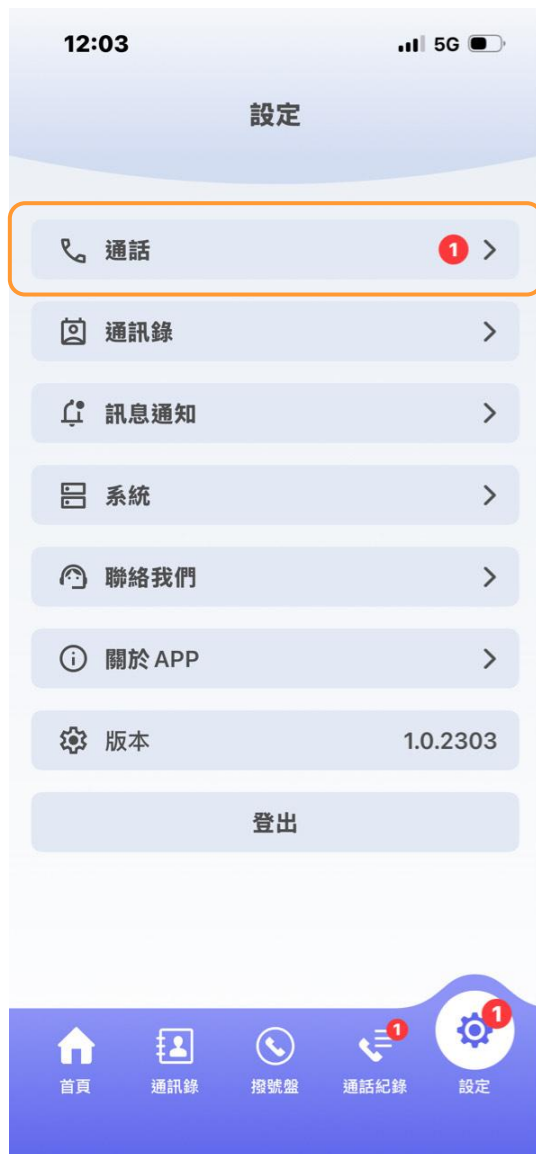 12:03 5G
設定
通話 1
通訊錄
訊息通知
系統
聯絡我們
關於 APP
版本 1.0.2303
登出
1 1
首頁 通訊錄 撥號盤 通話紀錄 設定